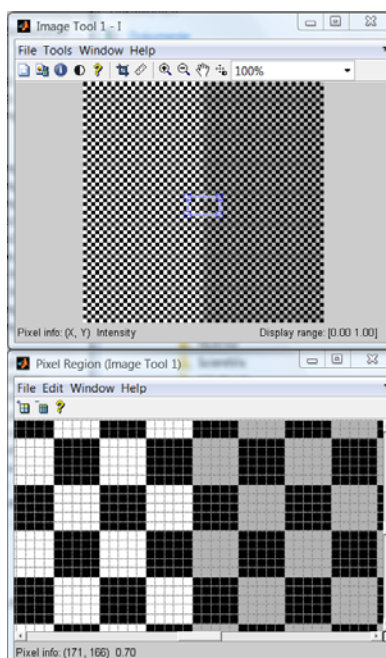 Image Tool 1 - I
File Tools Window Help
100%
Pixel info: (X, Y) Intensity
Display range: [0.00 1.00]
Pixel Region (Image Tool 1)
File Edit Window Help
Pixel info: (171, 166) 0.70